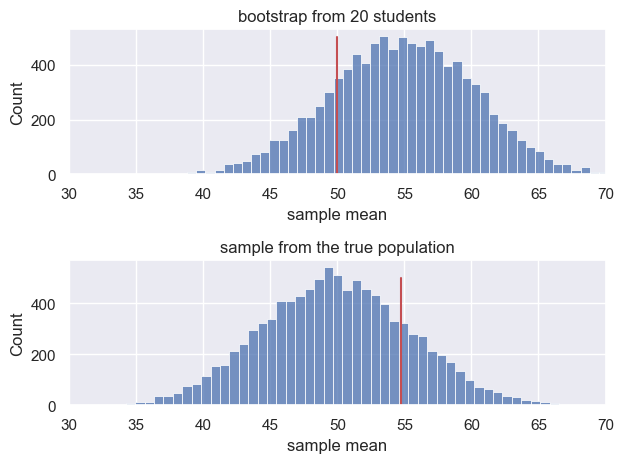 bootstrap from 20 students
Count
400
200
0
30 35 40 45 50 55 60 65 70
sample mean
sample from the true population
Count
400
200
0
30 35 40 45 50 55 60 65 70
sample mean